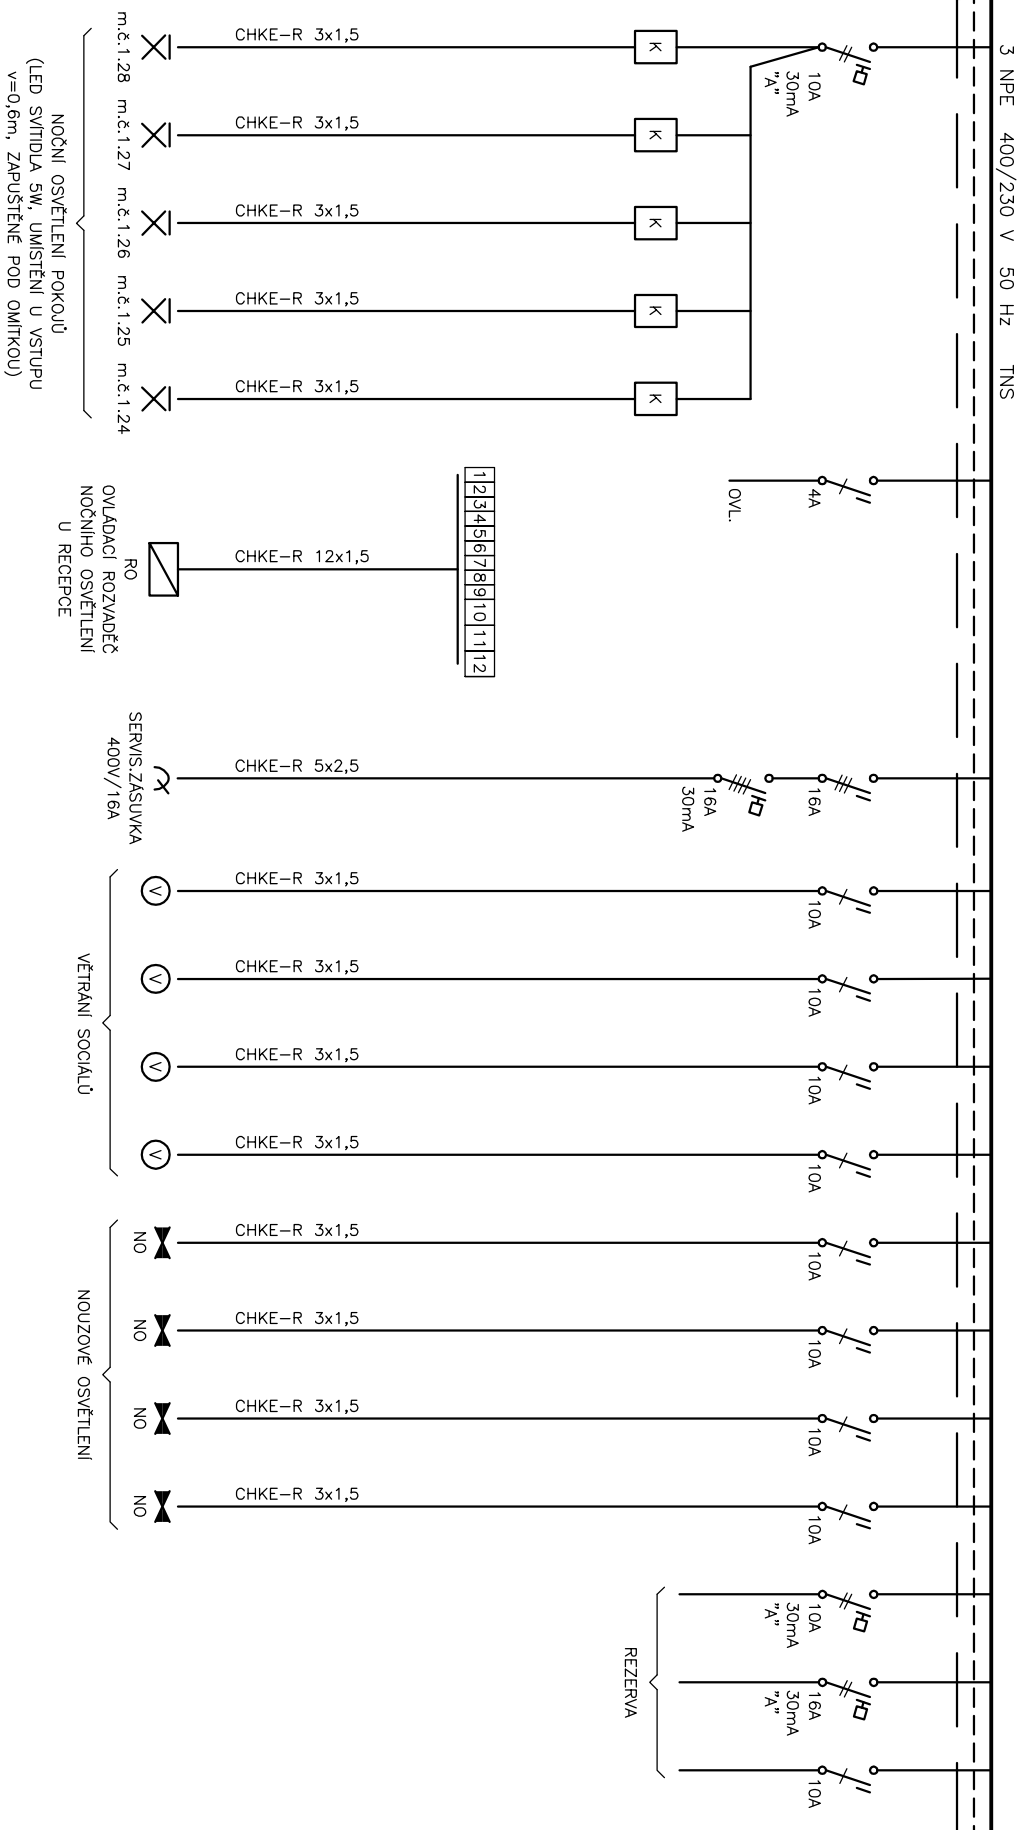 3 NPE 400/230 V 50 Hz TNS
10A
30mA
"A"
K
K
K
K
K
CHKE-R 3x1,5
CHKE-R 3x1,5
CHKE-R 3x1,5
CHKE-R 3x1,5
CHKE-R 3x1,5
m.č.1.28
m.č.1.27
m.č.1.26
m.č.1.25
m.č.1.24
NOČNÍ OSVĚTLENÍ POKOJŮ
(LED SVÍTIDLA 5W, UMÍSTĚNÍ U VSTUPU
v=0,6m, ZAPUŠTĚNÉ POD OMÍTKOU)
4A
OVL.
1 2 3 4 5 6 7 8 9 10 11 12
CHKE-R 12x1,5
RO
OVLÁDACÍ ROZVADĚČ
NOČNÍHO OSVĚTLENÍ
U RECEPCE
16A
16A
30mA
CHKE-R 5x2,5
SERVIS.ZÁSUVKA
400V/16A
10A
10A
10A
10A
CHKE-R 3x1,5
CHKE-R 3x1,5
CHKE-R 3x1,5
CHKE-R 3x1,5
V
V
V
V
VĚTRÁNÍ SOCIÁLŮ
10A
10A
10A
10A
CHKE-R 3x1,5
CHKE-R 3x1,5
CHKE-R 3x1,5
CHKE-R 3x1,5
NO
NO
NO
NO
NOUZOVÉ OSVĚTLENÍ
10A
30mA
"A"
16A
30mA
"A"
10A
REZERVA